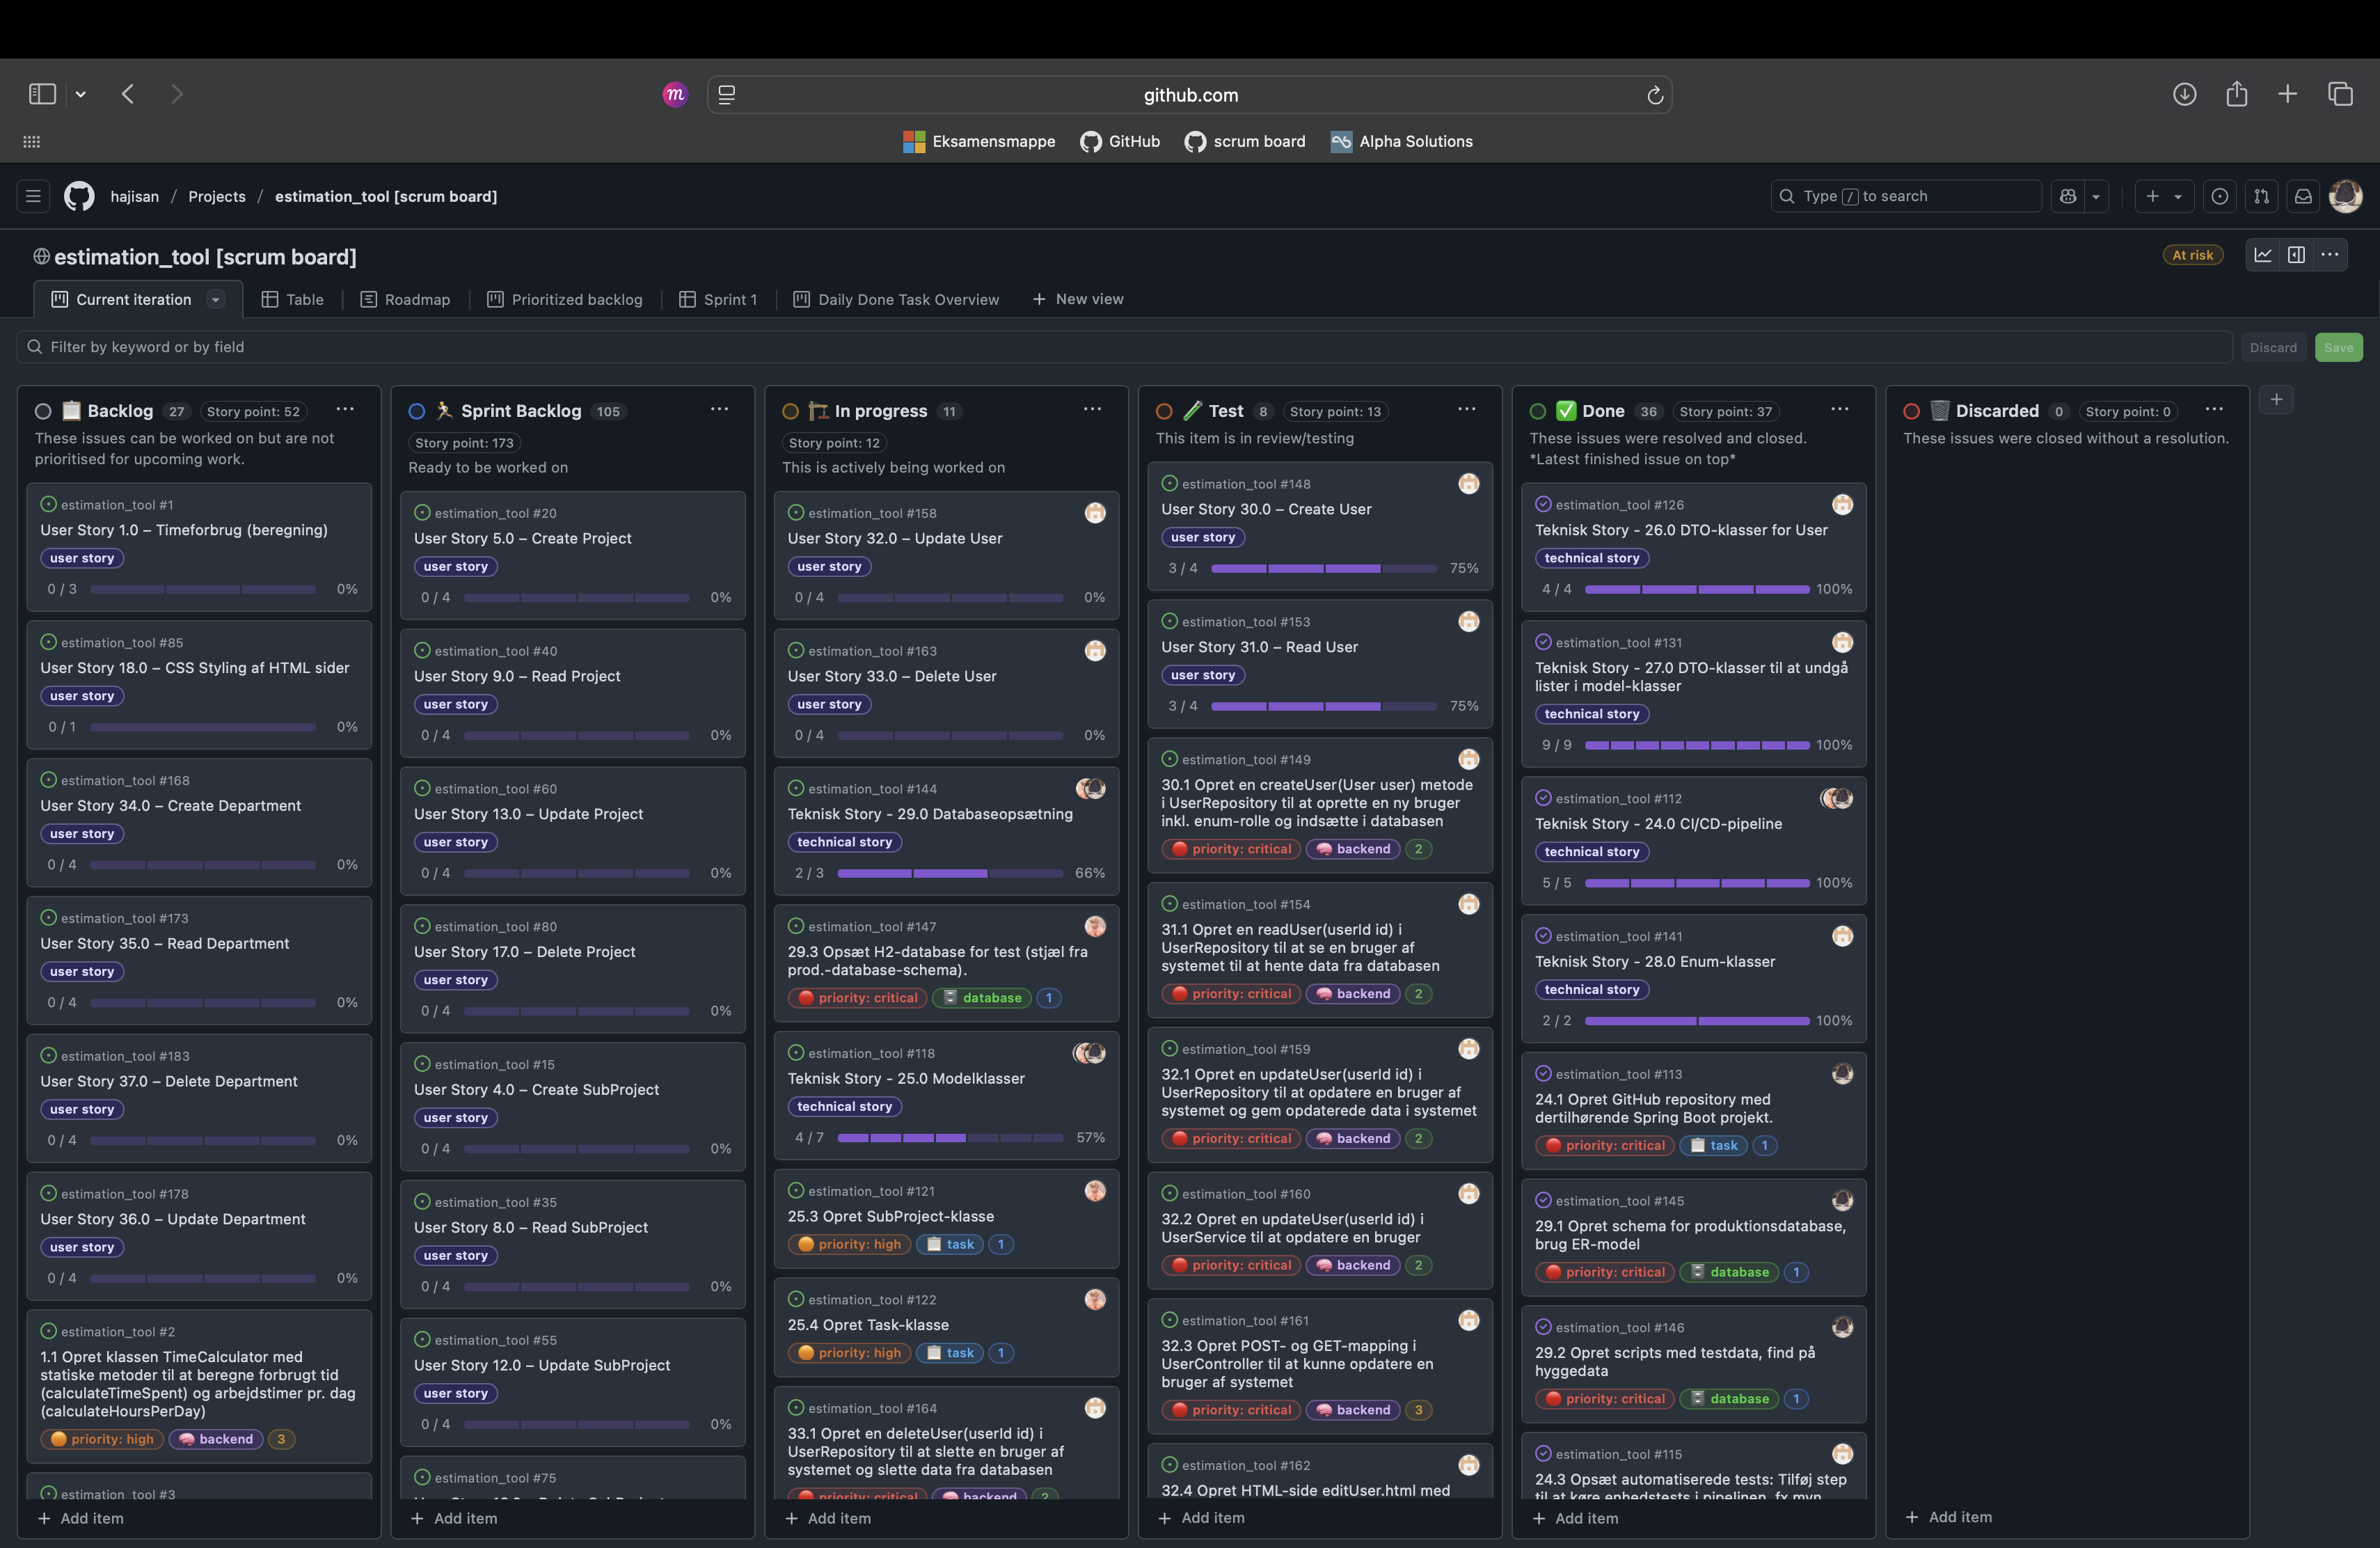 github.com
Eksamensmappe GitHub scrum board Alpha Solutions
hajisan / Projects / estimation_tool [scrum board]
Type / to search
estimation_tool [scrum board]
At risk
Current iteration Table Roadmap Prioritized backlog Sprint 1 Daily Done Task Overview + New view
Filter by keyword or by field
Discard Save
Backlog 27 Story point: 52
These issues can be worked on but are not
prioritised for upcoming work.
estimation_tool #1
User Story 1.0 – Timeforbrug (beregning)
user story
0 / 3 0%
estimation_tool #85
User Story 18.0 – CSS Styling af HTML sider
user story
0 / 1 0%
estimation_tool #168
User Story 34.0 – Create Department
user story
0 / 4 0%
estimation_tool #173
User Story 35.0 – Read Department
user story
0 / 4 0%
estimation_tool #183
User Story 37.0 – Delete Department
user story
0 / 4 0%
estimation_tool #178
User Story 36.0 – Update Department
user story
0 / 4 0%
estimation_tool #2
1.1 Opret klassen TimeCalculator med
statiske metoder til at beregne forbrugt tid
(calculateTimeSpent) og arbejdstimer pr. dag
(calculateHoursPerDay)
priority: high backend 3
estimation_tool #3
+ Add item
Sprint Backlog 105
Story point: 173
Ready to be worked on
estimation_tool #20
User Story 5.0 – Create Project
user story
0 / 4 0%
estimation_tool #40
User Story 9.0 – Read Project
user story
0 / 4 0%
estimation_tool #60
User Story 13.0 – Update Project
user story
0 / 4 0%
estimation_tool #80
User Story 17.0 – Delete Project
user story
0 / 4 0%
estimation_tool #15
User Story 4.0 – Create SubProject
user story
0 / 4 0%
estimation_tool #35
User Story 8.0 – Read SubProject
user story
0 / 4 0%
estimation_tool #55
User Story 12.0 – Update SubProject
user story
0 / 4 0%
estimation_tool #75
+ Add item
In progress 11
Story point: 12
This is actively being worked on
estimation_tool #158
User Story 32.0 – Update User
user story
0 / 4 0%
estimation_tool #163
User Story 33.0 – Delete User
user story
0 / 4 0%
estimation_tool #144
Teknisk Story - 29.0 Databaseopsætning
technical story
2 / 3 66%
estimation_tool #147
29.3 Opsæt H2-database for test (stjæl fra
prod.-database-schema).
priority: critical database 1
estimation_tool #118
Teknisk Story - 25.0 Modelklasser
technical story
4 / 7 57%
estimation_tool #121
25.3 Opret SubProject-klasse
priority: high task 1
estimation_tool #122
25.4 Opret Task-klasse
priority: high task 1
estimation_tool #164
33.1 Opret en deleteUser(userId id) i
UserRepository til at slette en bruger af
systemet og slette data fra databasen
priority: critical backend 2
+ Add item
Test 8 Story point: 13
This item is in review/testing
estimation_tool #148
User Story 30.0 – Create User
user story
3 / 4 75%
estimation_tool #153
User Story 31.0 – Read User
user story
3 / 4 75%
estimation_tool #149
30.1 Opret en createUser(User user) metode
i UserRepository til at oprette en ny bruger
inkl. enum-rolle og indsætte i databasen
priority: critical backend 2
estimation_tool #154
31.1 Opret en readUser(userId id) i
UserRepository til at se en bruger af
systemet til at hente data fra databasen
priority: critical backend 2
estimation_tool #159
32.1 Opret en updateUser(userId id) i
UserRepository til at opdatere en bruger af
systemet og gem opdaterede data i systemet
priority: critical backend 2
estimation_tool #160
32.2 Opret en updateUser(userId id) i
UserService til at opdatere en bruger
priority: critical backend 2
estimation_tool #161
32.3 Opret POST- og GET-mapping i
UserController til at kunne opdatere en
bruger af systemet
priority: critical backend 3
estimation_tool #162
32.4 Opret HTML-side editUser.html med
+ Add item
Done 36 Story point: 37
These issues were resolved and closed.
*Latest finished issue on top*
estimation_tool #126
Teknisk Story - 26.0 DTO-klasser for User
technical story
4 / 4 100%
estimation_tool #131
Teknisk Story - 27.0 DTO-klasser til at undgå
lister i model-klasser
technical story
9 / 9 100%
estimation_tool #112
Teknisk Story - 24.0 CI/CD-pipeline
technical story
5 / 5 100%
estimation_tool #141
Teknisk Story - 28.0 Enum-klasser
technical story
2 / 2 100%
estimation_tool #113
24.1 Opret GitHub repository med
dertilhørende Spring Boot projekt.
priority: critical task 1
estimation_tool #145
29.1 Opret schema for produktionsdatabase,
brug ER-model
priority: critical database 1
estimation_tool #146
29.2 Opret scripts med testdata, find på
hyggedata
priority: critical database 1
estimation_tool #115
24.3 Opsæt automatiserede tests: Tilføj step
til at køre enhedstests i pipelinen, fx mvn
+ Add item
Discarded 0 Story point: 0
These issues were closed without a resolution.
+ Add item